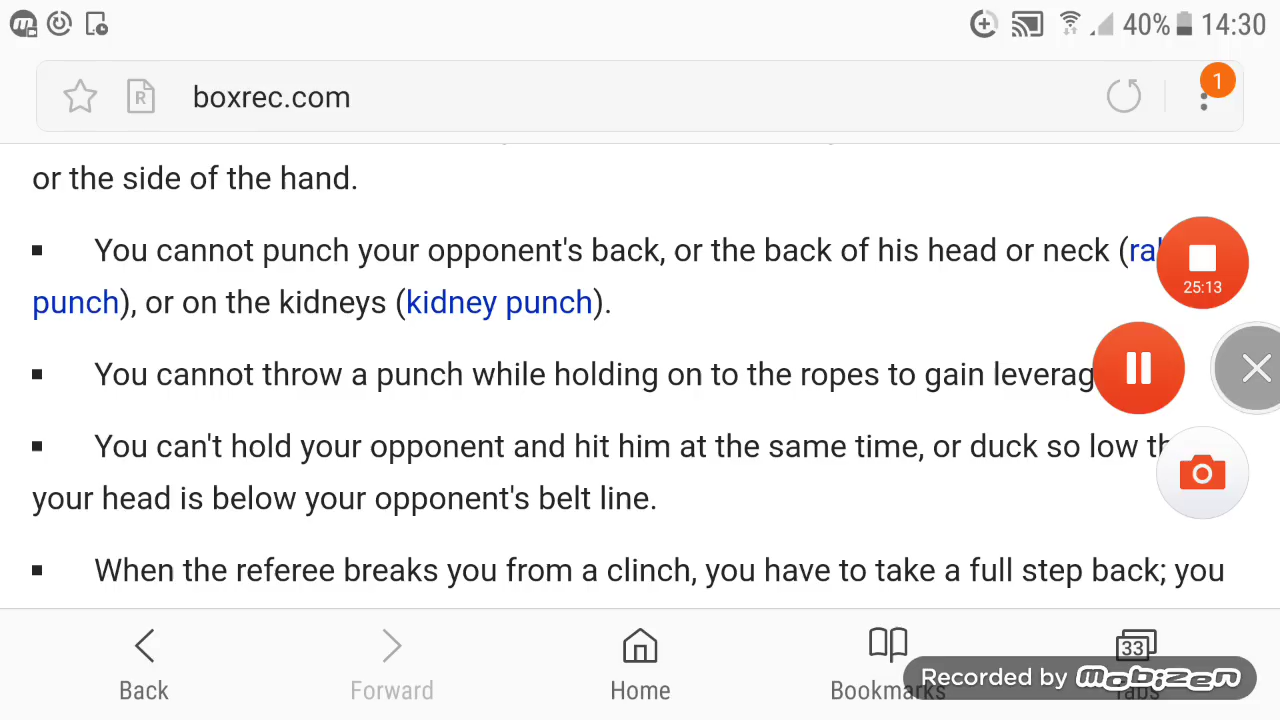 40% 14:30
boxrec.com
1
or the side of the hand.
▪ You cannot punch your opponent's back, or the back of his head or neck (
punch), or on the kidneys (kidney punch).
25:13
▪ You cannot throw a punch while holding on to the ropes to gain
▪ You can't hold your opponent and hit him at the same time, or duck so low
your head is below your opponent's belt line.
▪ When the referee breaks you from a clinch, you have to take a full step back; you
Back Forward Home Bookmarks 33 Tabs
Recorded by mobizen